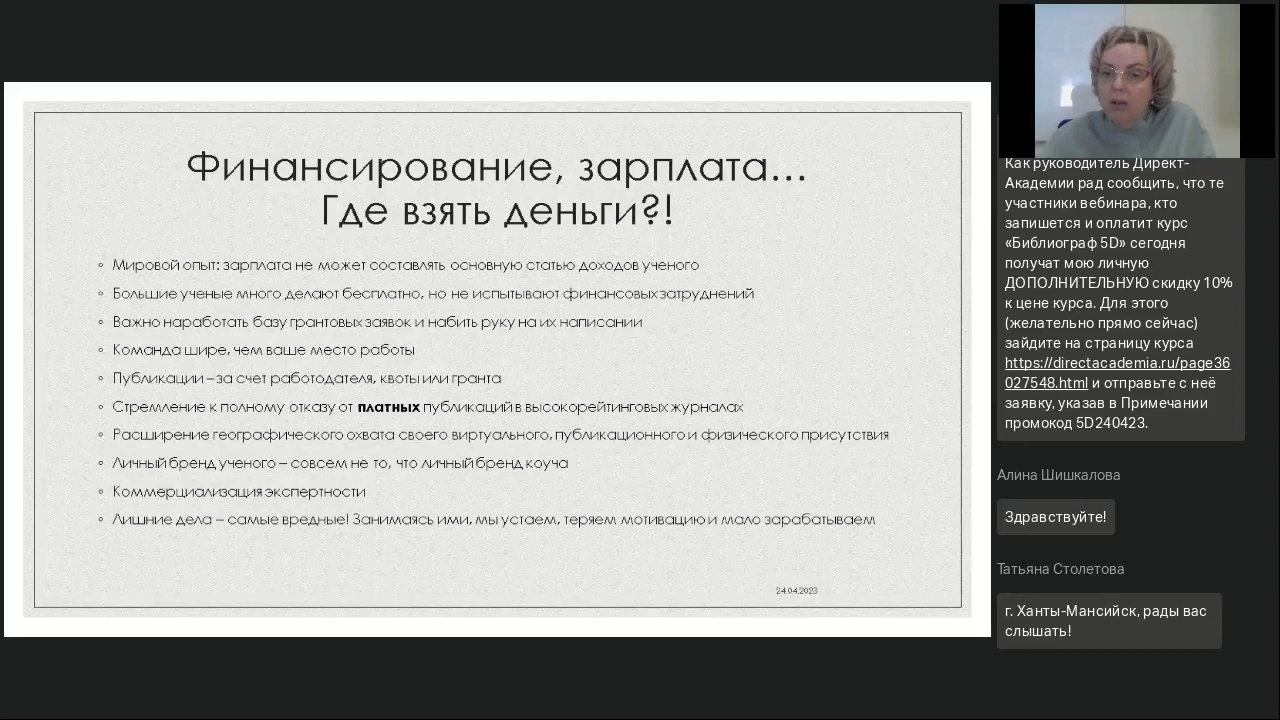 Финансирование, зарплата...
Где взять деньги?!
Мировой опыт: зарплата не может составлять основную статью доходов ученого
Большие ученые много делают бесплатно, но не испытывают финансовых затруднений
Важно наработать базу грантовых заявок и набить руку на их написании
Команда шире, чем ваше место работы
Публикации – за счет работодателя, квоты или гранта
Стремление к полному отказу от платных публикаций в высокорейтинговых журналах
Расширение географического охвата своего виртуального, публикационного и физического присутствия
Личный бренд ученого – совсем не то, что личный бренд коуча
Коммерциализация экспертности
Лишние дела – самые вредные! Занимаясь ими, мы устаем, теряем мотивацию и мало зарабатываем
24.04.2023
Как руководитель Директ-
Академии рад сообщить, что те
участники вебинара, кто
запишется и оплатит курс
«Библиограф 5D» сегодня
получат мою личную
ДОПОЛНИТЕЛЬНУЮ скидку 10%
к цене курса. Для этого
(желательно прямо сейчас)
зайдите на страницу курса
https://directacademia.ru/page36
027548.html и отправьте с неё
заявку, указав в Примечании
промокод 5D240423.
Алина Шишкалова
Здравствуйте!
Татьяна Столетова
г. Ханты-Мансийск, рады вас
слышать!